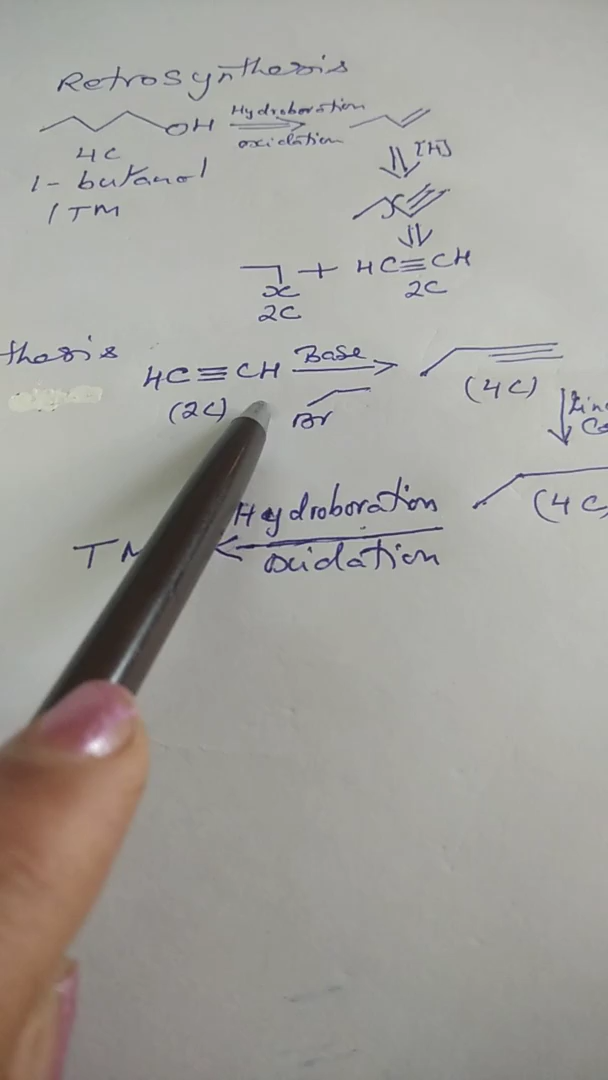 Retrosynthesis
OH Hydroboration oxidation
4C
1-butanol
1 TM
[H]
x + HC≡CH
2C 2C
thesis HC≡CH Base
(2C) Br (4C)
Hydroboration (4C
oxidation